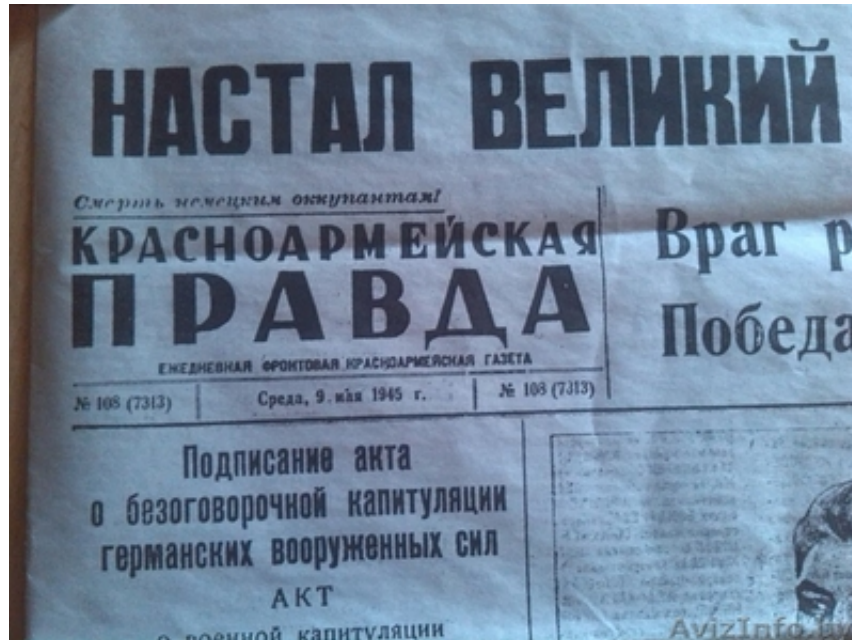 НАСТАЛ ВЕЛИКИЙ
Смерть немецким оккупантам!
КРАСНОАРМЕЙСКАЯ
ПРАВДА
ЕЖЕДНЕВНАЯ ФРОНТОВАЯ КРАСНОАРМЕЙСКАЯ ГАЗЕТА
№ 108 (7313)
Среда, 9 мая 1945 г.
№ 108 (7313)
Враг
Победа
Подписание акта
о безоговорочной капитуляции
германских вооруженных сил
АКТ
о военной капитуляции
AvizInfo